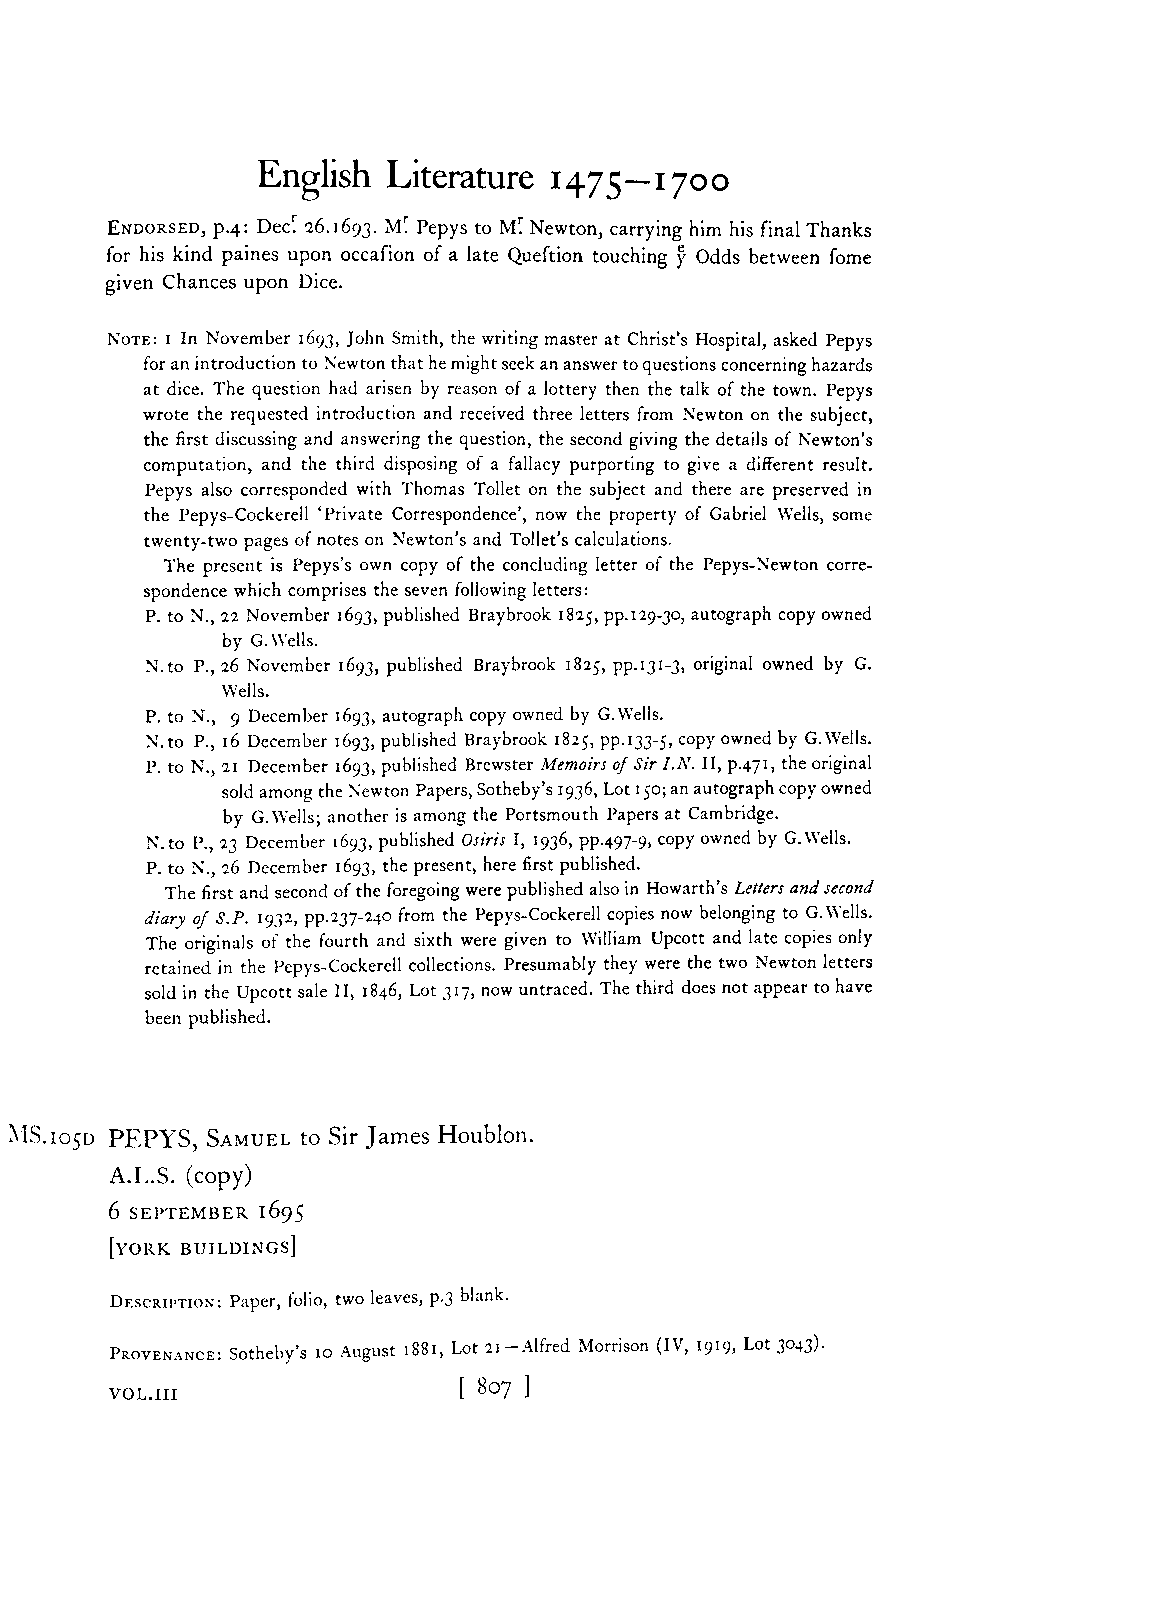 English Literature 1475—1700
ENDORSED, p.4: Decʳ. 26.1693. Mʳ. Pepys to Mʳ. Newton, carrying him his final Thanks
for his kind paines upon occaſion of a late Queſtion touching yᵉ Odds between ſome
given Chances upon Dice.
NOTE: 1 In November 1693, John Smith, the writing master at Christ's Hospital, asked Pepys
for an introduction to Newton that he might seek an answer to questions concerning hazards
at dice. The question had arisen by reason of a lottery then the talk of the town. Pepys
wrote the requested introduction and received three letters from Newton on the subject,
the first discussing and answering the question, the second giving the details of Newton's
computation, and the third disposing of a fallacy purporting to give a different result.
Pepys also corresponded with Thomas Tollet on the subject and there are preserved in
the Pepys-Cockerell ‘Private Correspondence’, now the property of Gabriel Wells, some
twenty-two pages of notes on Newton's and Tollet's calculations.
The present is Pepys's own copy of the concluding letter of the Pepys-Newton corre-
spondence which comprises the seven following letters:
P. to N., 22 November 1693, published Braybrook 1825, pp.129-30, autograph copy owned
by G.Wells.
N.to P., 26 November 1693, published Braybrook 1825, pp.131-3, original owned by G.
Wells.
P. to N., 9 December 1693, autograph copy owned by G.Wells.
N.to P., 16 December 1693, published Braybrook 1825, pp.133-5, copy owned by G.Wells.
P. to N., 21 December 1693, published Brewster Memoirs of Sir I.N. II, p.471, the original
sold among the Newton Papers, Sotheby's 1936, Lot 150; an autograph copy owned
by G.Wells; another is among the Portsmouth Papers at Cambridge.
N.to P., 23 December 1693, published Osiris I, 1936, pp.497-9, copy owned by G.Wells.
P. to N., 26 December 1693, the present, here first published.
The first and second of the foregoing were published also in Howarth's Letters and second
diary of S.P. 1932, pp.237-240 from the Pepys-Cockerell copies now belonging to G.Wells.
The originals of the fourth and sixth were given to William Upcott and late copies only
retained in the Pepys-Cockerell collections. Presumably they were the two Newton letters
sold in the Upcott sale II, 1846, Lot 317, now untraced. The third does not appear to have
been published.
MS.105D PEPYS, SAMUEL to Sir James Houblon.
A.L.S. (copy)
6 SEPTEMBER 1695
[YORK BUILDINGS]
DESCRIPTION: Paper, folio, two leaves, p.3 blank.
PROVENANCE: Sotheby's 10 August 1881, Lot 21—Alfred Morrison (IV, 1919, Lot 3043).
VOL.III [ 807 ]